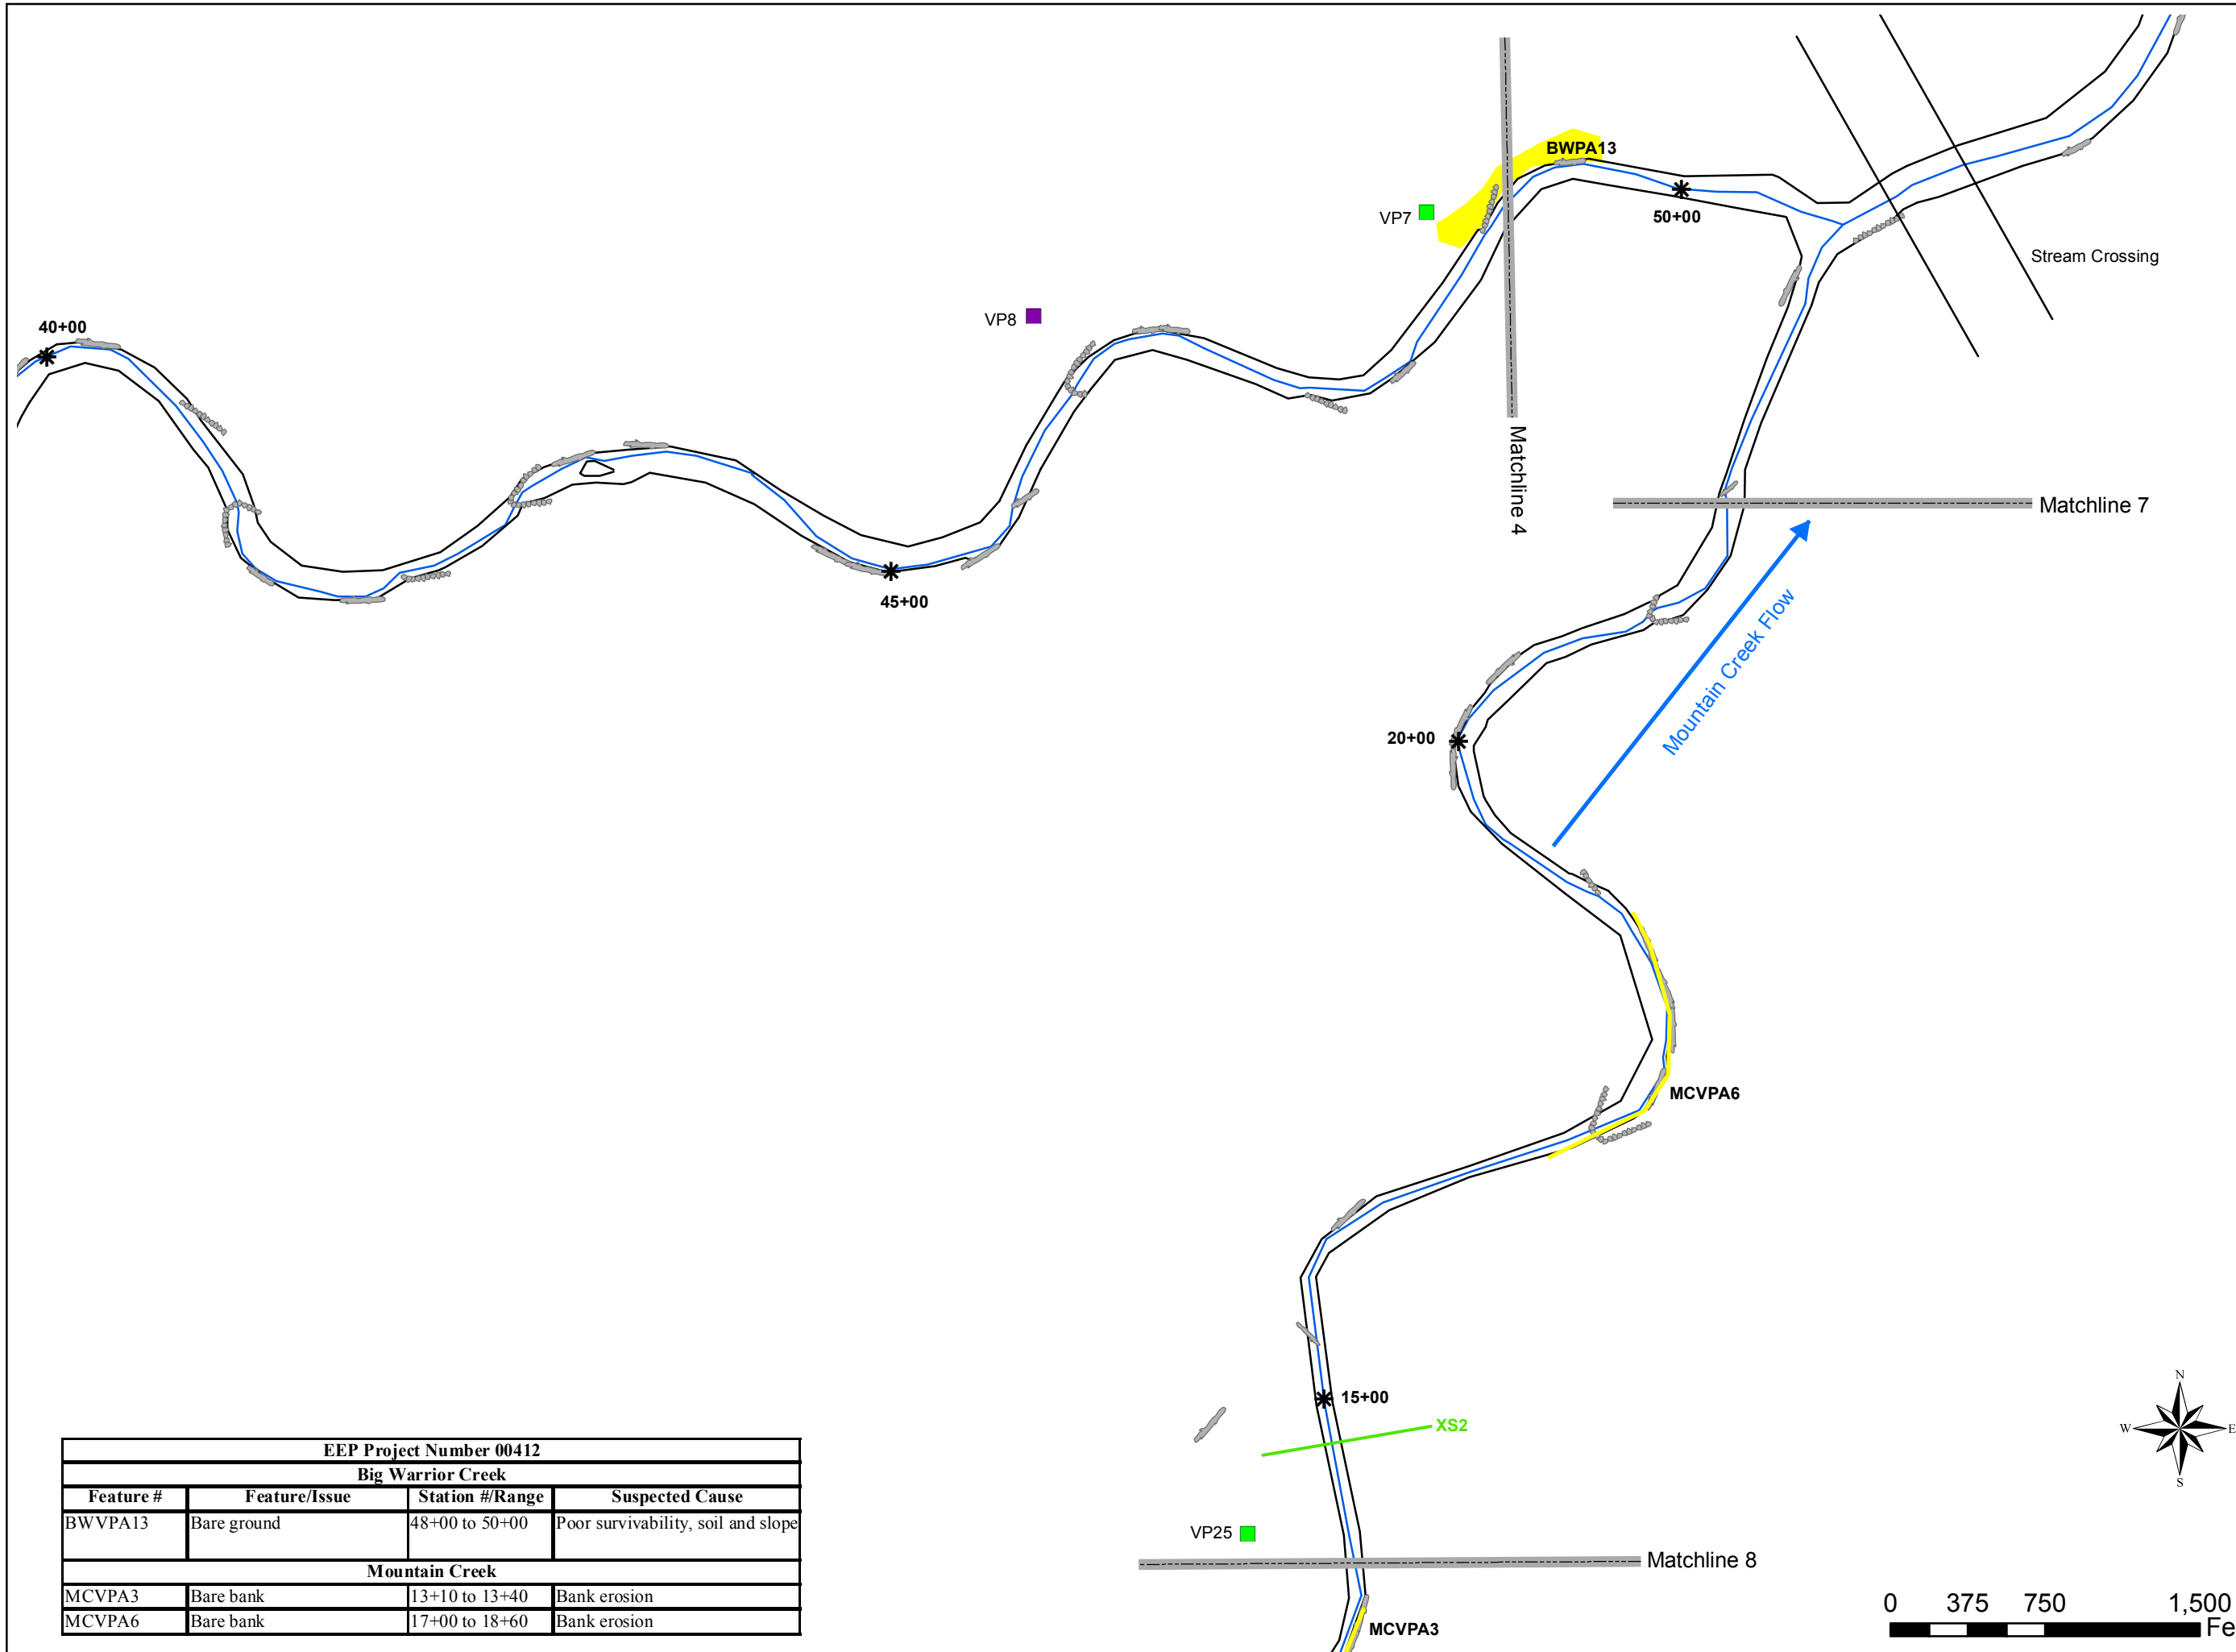 BWPA13
VP7
50+00
Stream Crossing
VP8
40+00
Matchline 4
Matchline 7
45+00
Mountain Creek Flow
20+00
MCVPA6
15+00
XS2
N
W E
S
VP25
Matchline 8
MCVPA3
EEP Project Number 00412
Big Warrior Creek
Feature # Feature/Issue Station #/Range Suspected Cause
BWVPA13 Bare ground 48+00 to 50+00 Poor survivability, soil and slope
Mountain Creek
MCVPA3 Bare bank 13+10 to 13+40 Bank erosion
MCVPA6 Bare bank 17+00 to 18+60 Bank erosion
0 375 750 1,500
Fe